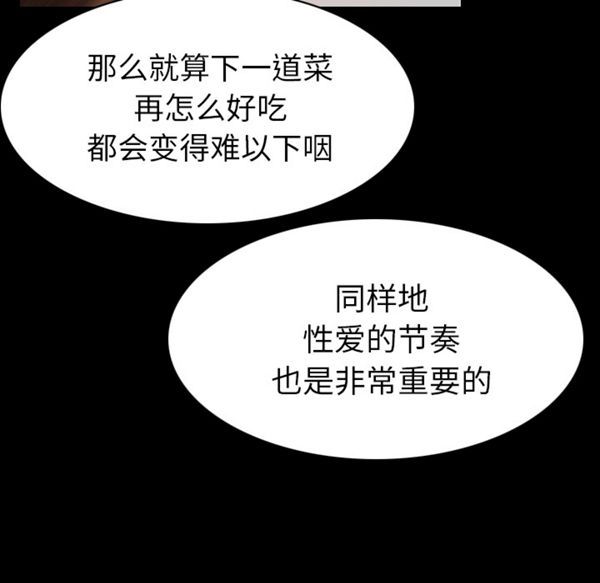 那么就算下一道菜
再怎么好吃
都会变得难以下咽
同样地
性爱的节奏
也是非常重要的